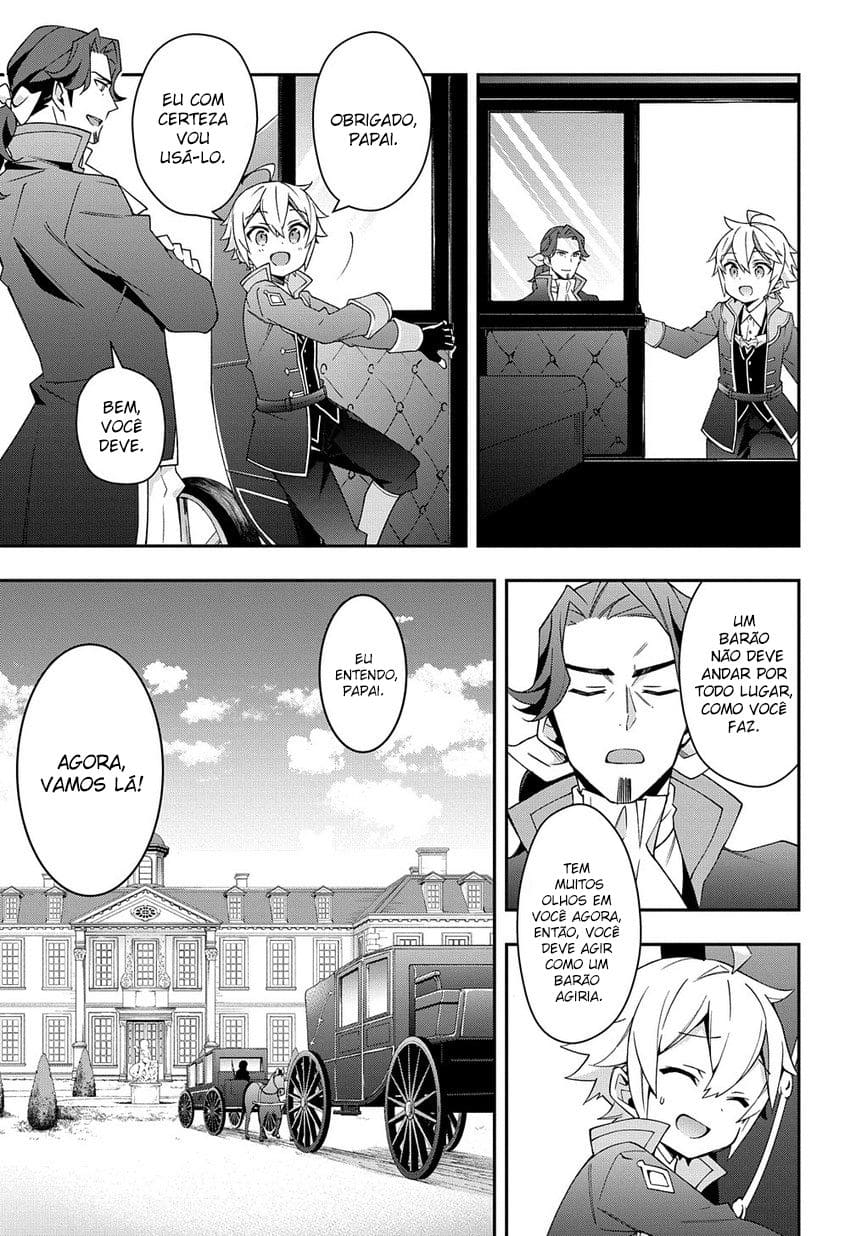 OBRIGADO,
PAPAI.
EU COM
CERTEZA
VOU
USÁ-LO.
BEM,
VOCÊ
DEVE.
UM
BARÃO
NÃO DEVE
ANDAR POR
TODO LUGAR,
COMO VOCÊ
FAZ.
TEM
MUITOS
OLHOS EM
VOCÊ AGORA,
ENTÃO, VOCÊ
DEVE AGIR
COMO UM
BARÃO
AGIRIA.
EU
ENTENDO,
PAPAI.
AGORA,
VAMOS LÁ!